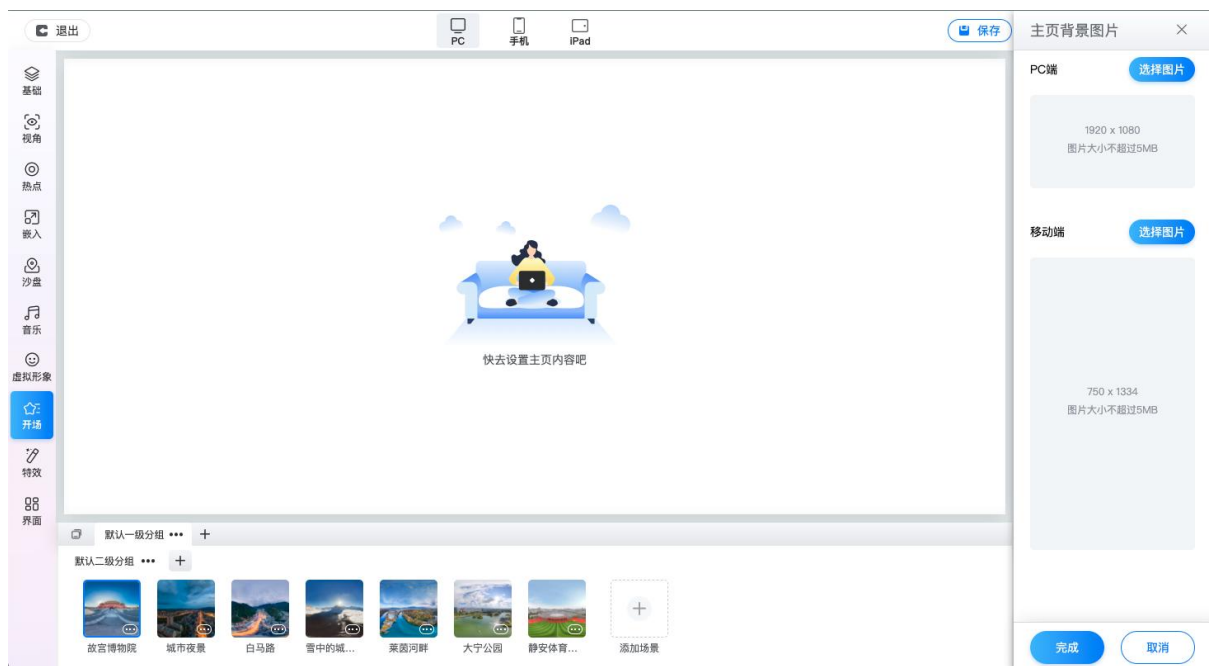 退出
PC
手机
iPad
保存
主页背景图片
基础
视角
热点
嵌入
沙盘
音乐
虚拟形象
开场
特效
界面
快去设置主页内容吧
PC端
选择图片
1920 x 1080
图片大小不超过5MB
移动端
选择图片
750 x 1334
图片大小不超过5MB
默认一级分组 ••• +
默认二级分组 ••• +
故宫博物院
城市夜景
白马路
雪中的城...
莱茵河畔
大宁公园
静安体育...
添加场景
完成
取消